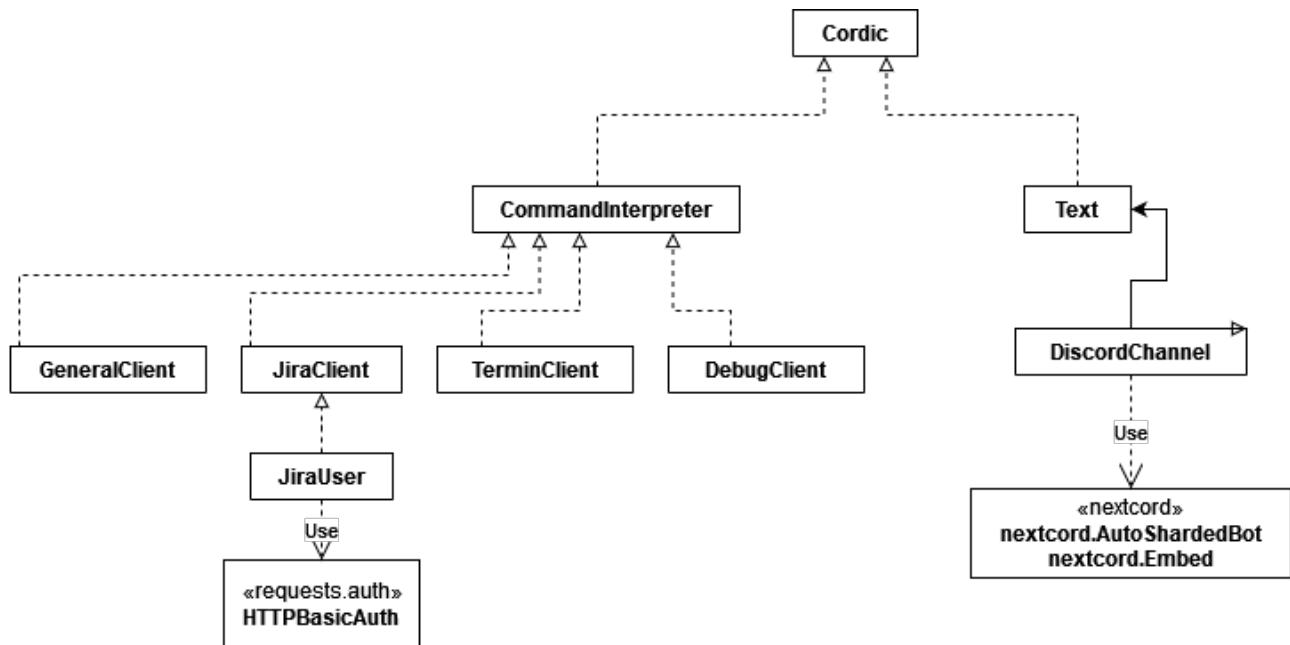 Cordic
CommandInterpreter
Text
GeneralClient
JiraClient
TerminClient
DebugClient
DiscordChannel
Use
JiraUser
Use
«nextcord»
nextcord.AutoShardedBot
nextcord.Embed
«requests.auth»
HTTPBasicAuth